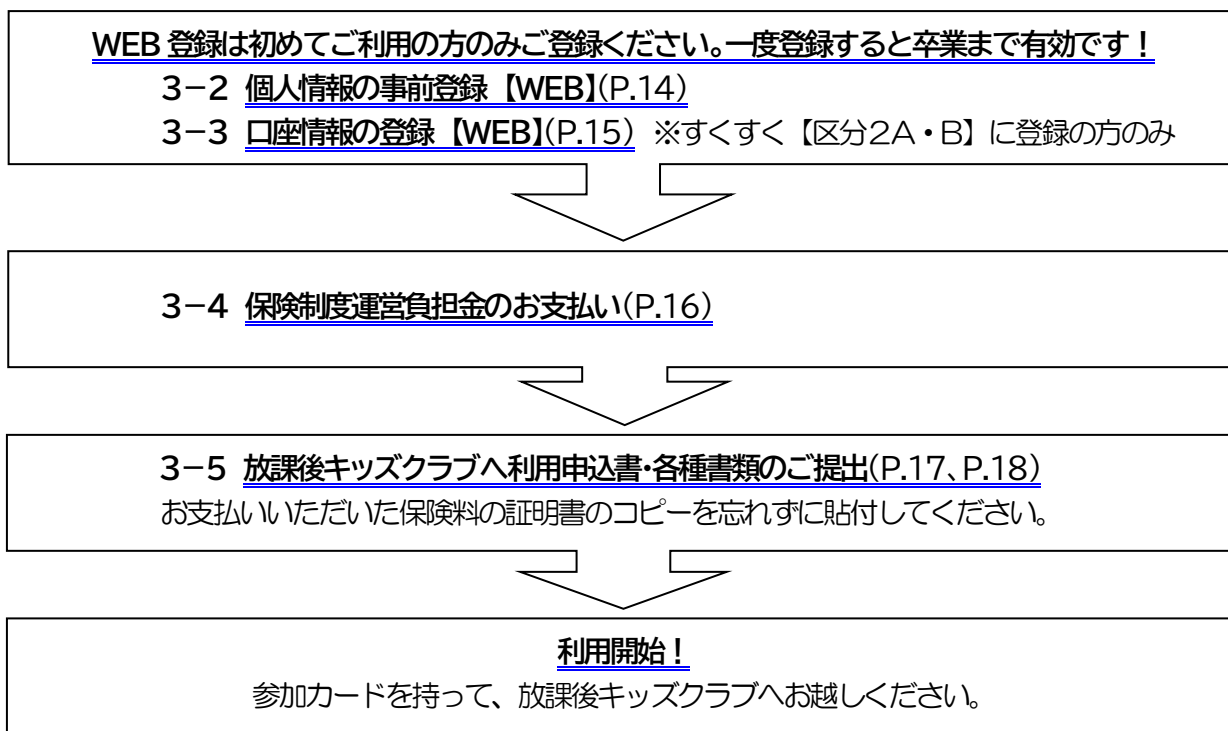 WEB 登録は初めてご利用の方のみご登録ください。一度登録すると卒業まで有効です！
3－2 個人情報の事前登録【WEB】(P.14)
3－3 口座情報の登録【WEB】(P.15) ※すくすく【区分2A・B】に登録の方のみ
3－4 保険制度運営負担金のお支払い(P.16)
3－5 放課後キッズクラブへ利用申込書・各種書類のご提出(P.17、P.18)
お支払いいただいた保険料の証明書のコピーを忘れずに貼付してください。
利用開始！
参加カードを持って、放課後キッズクラブへお越しください。